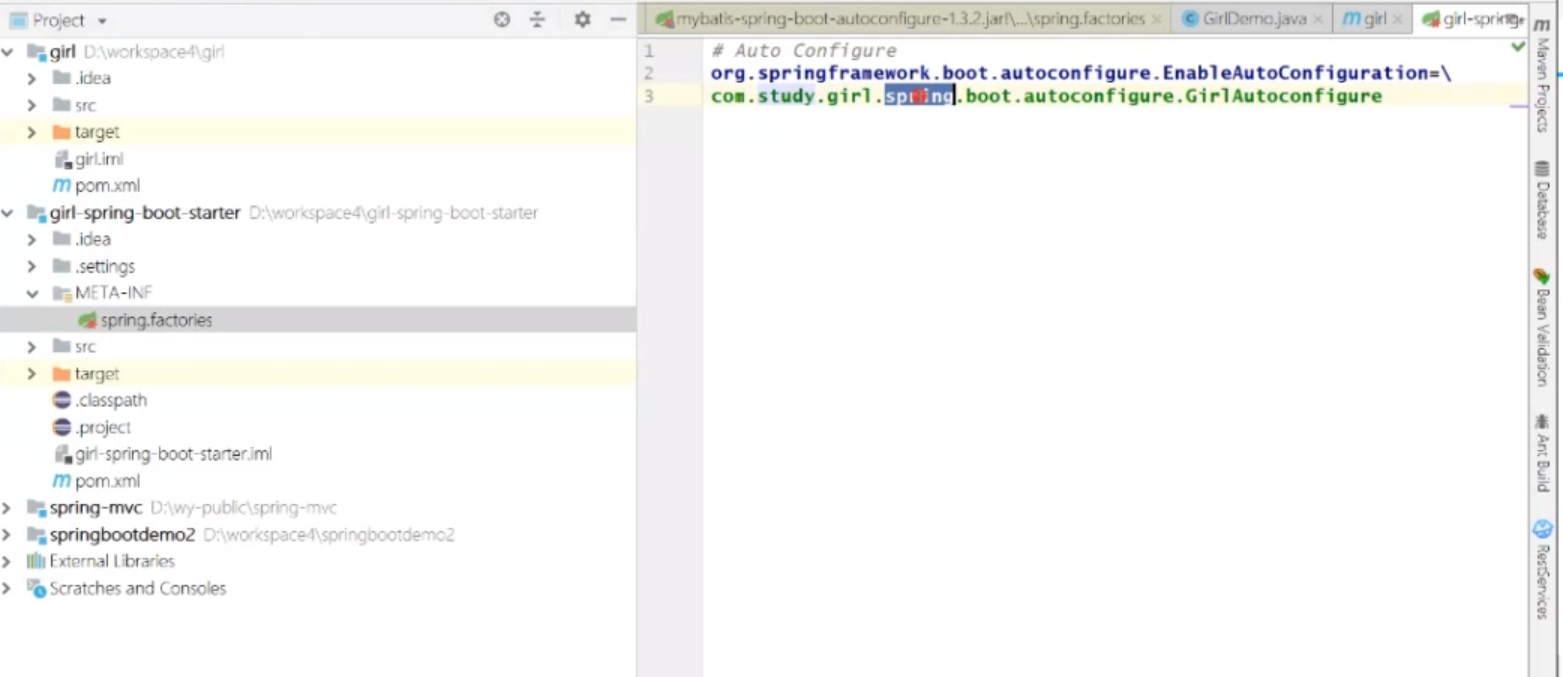 Project
girl D:\workspace4\girl
.idea
src
target
girl.iml
pom.xml
girl-spring-boot-starter D:\workspace4\girl-spring-boot-starter
.idea
.settings
META-INF
spring.factories
src
target
.classpath
.project
girl-spring-boot-starter.iml
pom.xml
spring-mvc D:\wy-public\spring-mvc
springbootdemo2 D:\workspace4\springbootdemo2
External Libraries
Scratches and Consoles
mybatis-spring-boot-autoconfigure-1.3.2.jar!\...\spring.factories
GirlDemo.java
m girl
girl-spring
1 # Auto Configure
2 org.springframework.boot.autoconfigure.EnableAutoConfiguration=\
3 com.study.girl.spring.boot.autoconfigure.GirlAutoconfigure
Maven Projects
Database
Bean Validation
Ant Build
RestServices